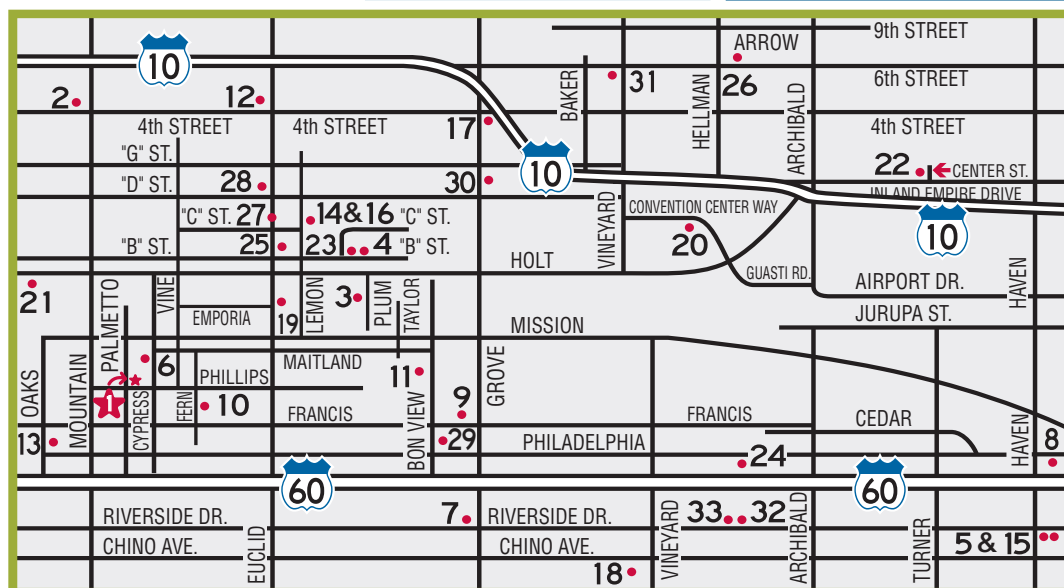 9th STREET
ARROW
10
BAKER
31
HELLMAN
26
ARCHIBALD
6th STREET
2
12
4th STREET
4th STREET
17
4th STREET
"G" ST.
10
22
CENTER ST.
"D" ST.
28
30
INLAND EMPIRE DRIVE
"C" ST.
27
14 & 16
"C" ST.
VINEYARD
CONVENTION CENTER WAY
10
"B" ST.
25
23
4
"B" ST.
20
HOLT
GUASTI RD.
AIRPORT DR.
HAVEN
21
PALMETTO
VINE
EMPORIA
19
LEMON
3
PLUM
TAYLOR
MISSION
JURUPA ST.
OAKS
MOUNTAIN
1
CYPRESS
6
MAITLAND
PHILLIPS
FERN
10
11
9
GROVE
FRANCIS
FRANCIS
CEDAR
13
BON VIEW
29
PHILADELPHIA
24
HAVEN
8
60
60
RIVERSIDE DR.
7
RIVERSIDE DR.
VINEYARD
33
32
ARCHIBALD
TURNER
5 & 15
CHINO AVE.
EUCLID
CHINO AVE.
18